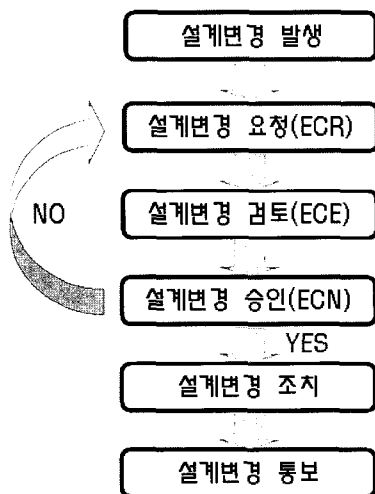 설계변경 발생
설계변경 요청(ECR)
NO
설계변경 검토(ECE)
설계변경 승인(ECN)
YES
설계변경 조치
설계변경 통보